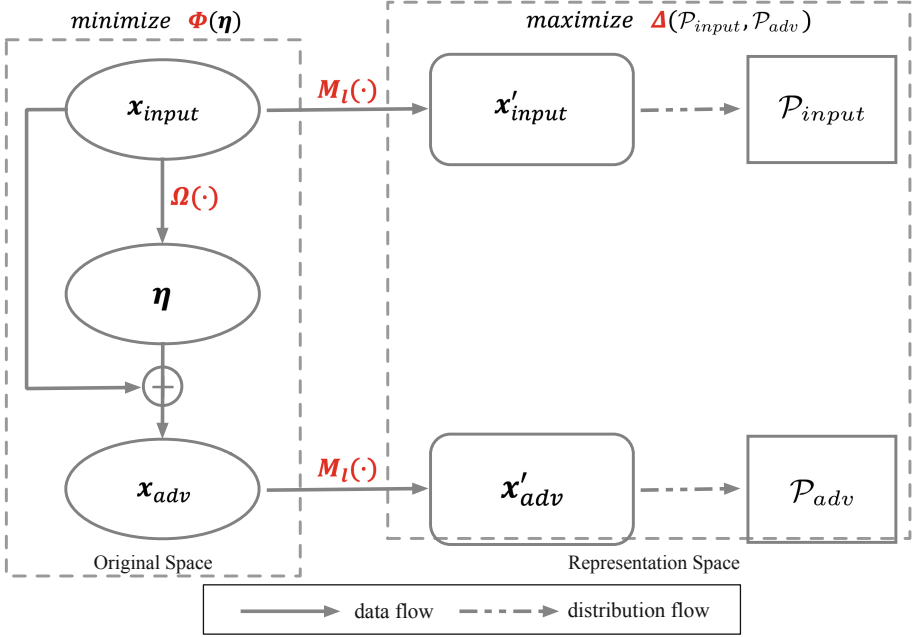 minimize Φ(η)
maximize Δ(𝒫input, 𝒫adv)
xinput
Ml(·)
x′input
𝒫input
Ω(·)
η
+
xadv
Ml(·)
x′adv
𝒫adv
Original Space
Representation Space
data flow
distribution flow